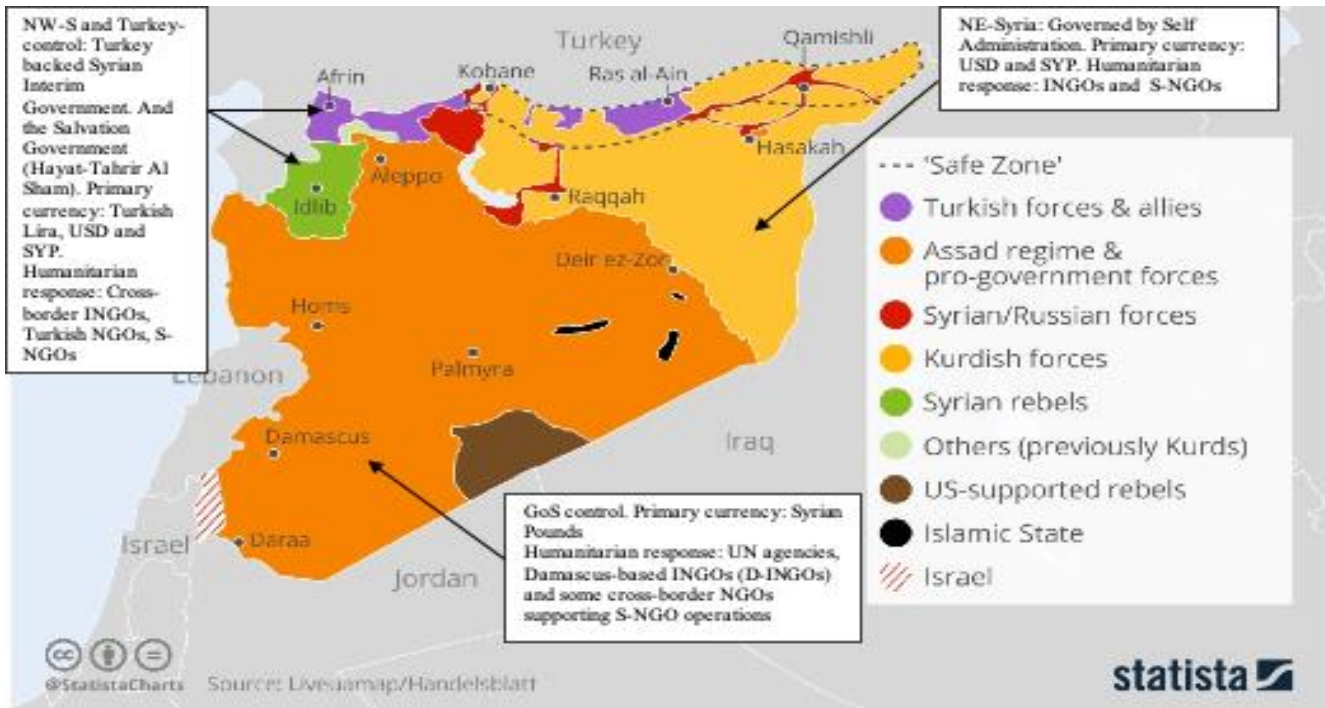 NW-S and Turkey-
control: Turkey
backed Syrian
Interim
Government. And
the Salvation
Government
(Hayat-Tahrir Al
Sham). Primary
currency: Turkish
Lira, USD and
SYP.
Humanitarian
response: Cross-
border INGOs,
Turkish NGOs, S-
NGOs
NE-Syria: Governed by Self
Administration. Primary currency:
USD and SYP. Humanitarian
response: INGOs and S-NGOs
Turkey
Qamishli
Afrin
Kobane
Ras al-Ain
Hasakah
Aleppo
Idlib
Raqqah
Deir ez-Zor
Homs
Palmyra
Lebanon
Damascus
Iraq
Israel
Daraa
Jordan
'Safe Zone'
Turkish forces & allies
Assad regime &
pro-government forces
Syrian/Russian forces
Kurdish forces
Syrian rebels
Others (previously Kurds)
US-supported rebels
Islamic State
Israel
GoS control. Primary currency: Syrian
Pounds
Humanitarian response: UN agencies,
Damascus-based INGOs (D-INGOs)
and some cross-border NGOs
supporting S-NGO operations
cc
@StatistaCharts Source: Liveuamap/Handelsblatt
statista